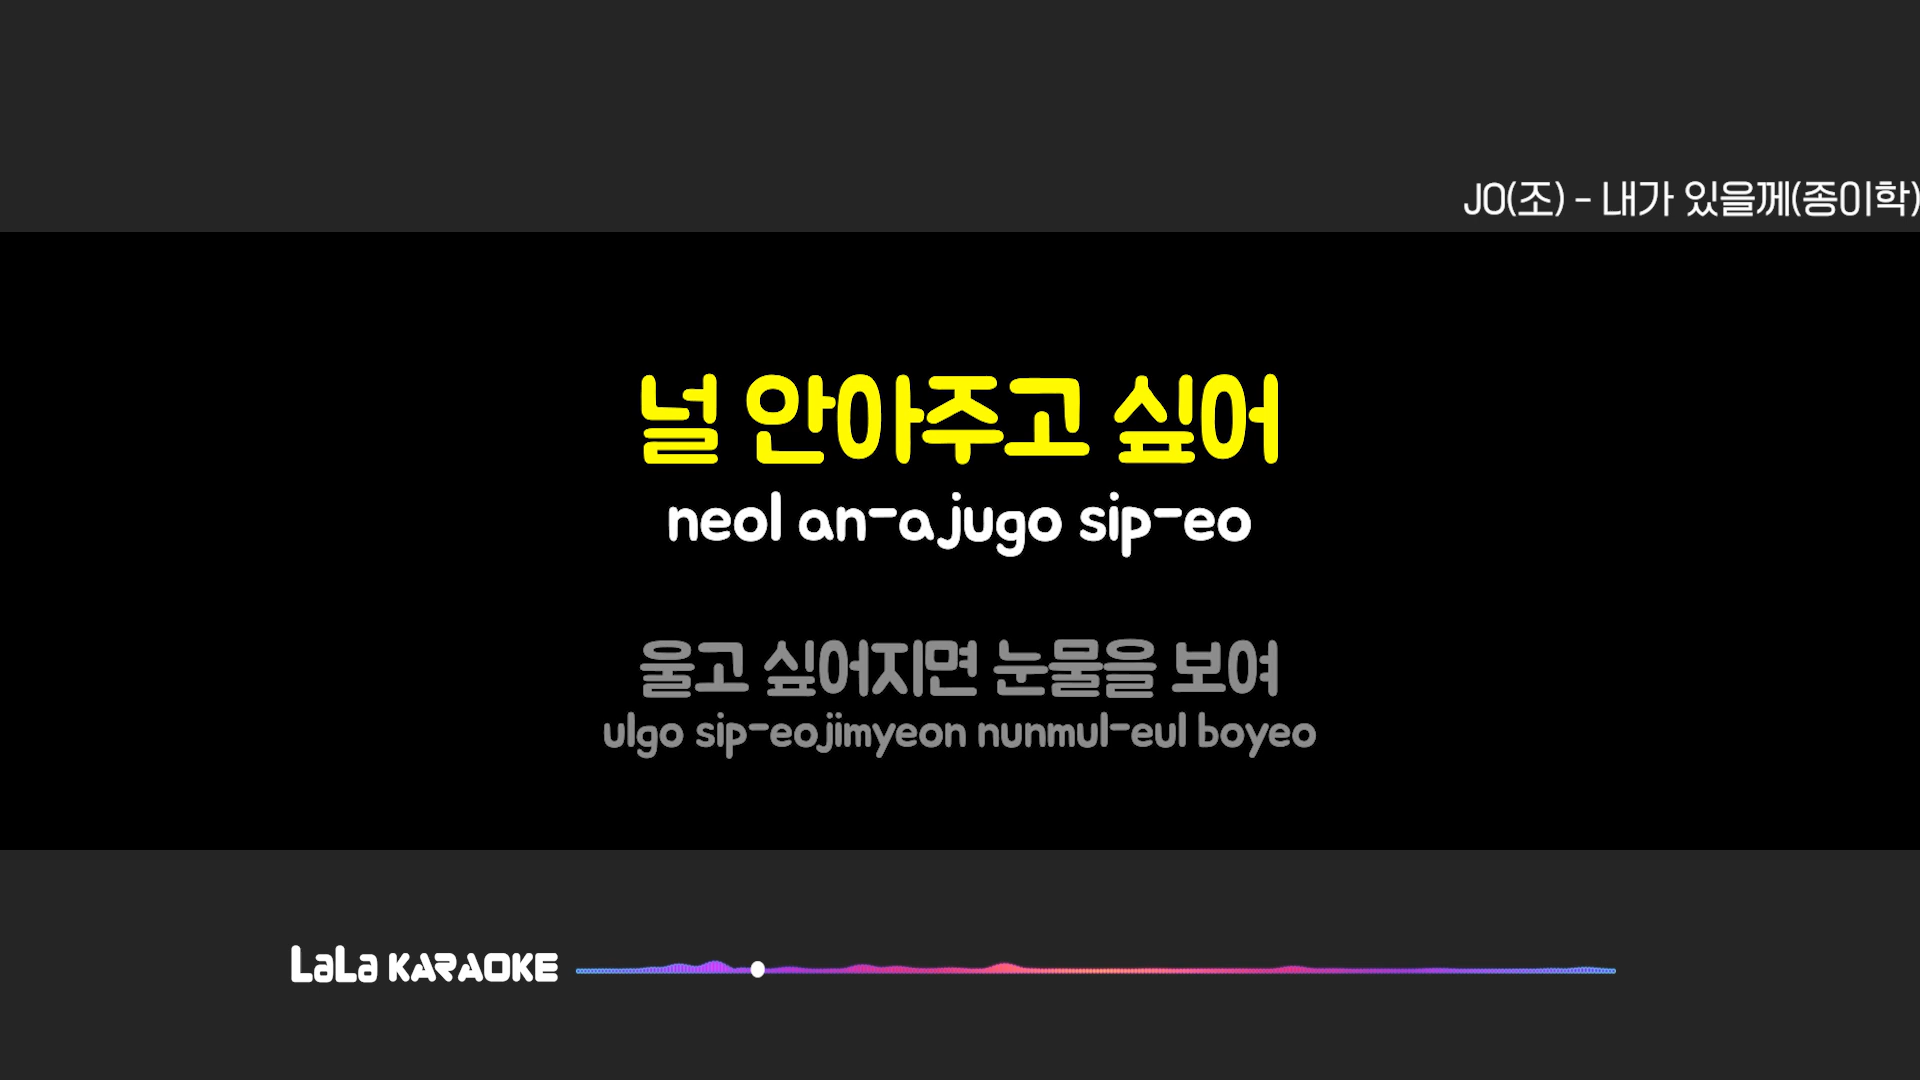 JO(조) - 내가 있을께(종이학)
널 안아주고 싶어
neol an-ajugo sip-eo
울고 싶어지면 눈물을 보여
ulgo sip-eojimyeon nunmul-eul boyeo
LaLa KARAOKE